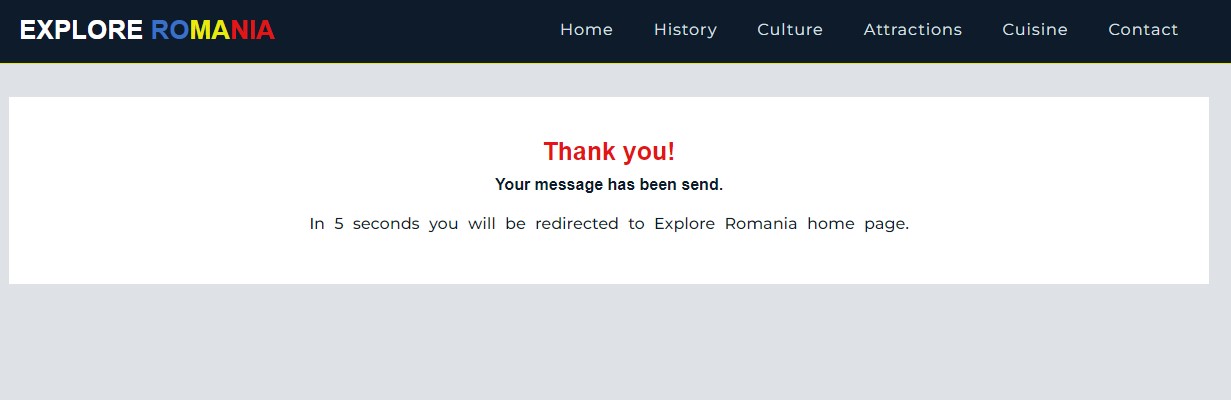 EXPLORE ROMANIA Home History Culture Attractions Cuisine Contact
Thank you!
Your message has been send.
In 5 seconds you will be redirected to Explore Romania home page.